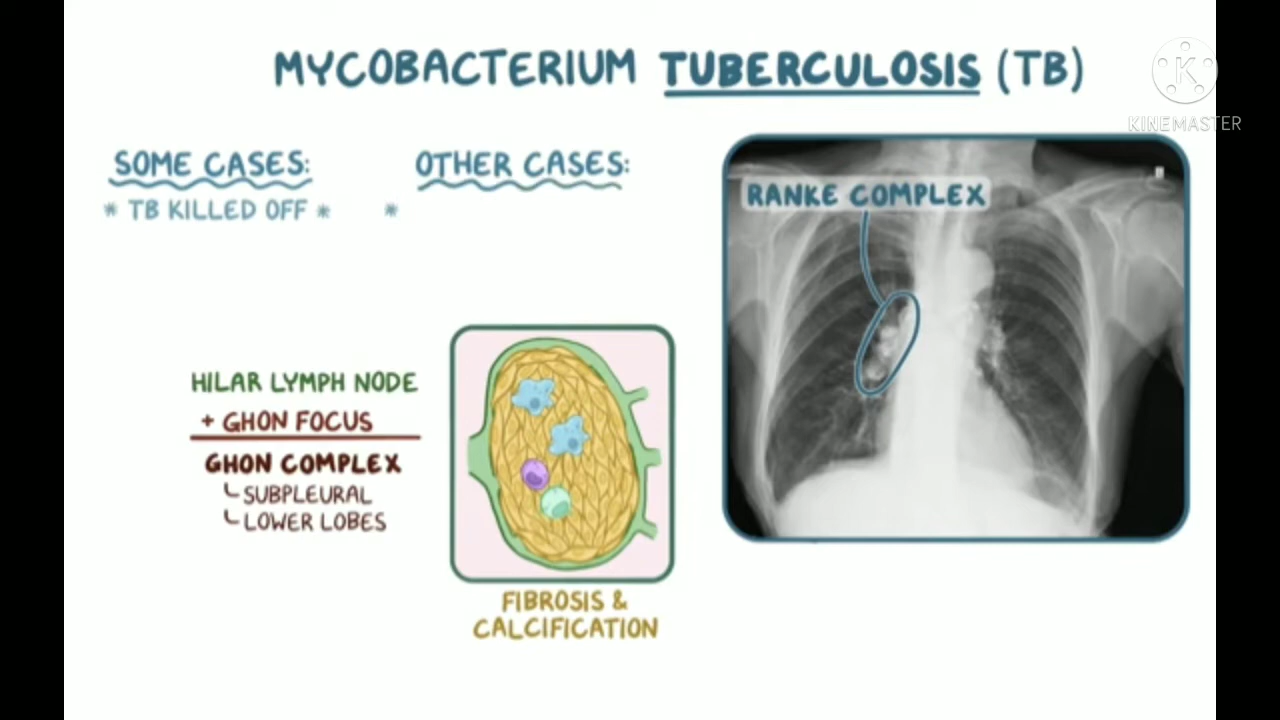 MYCOBACTERIUM TUBERCULOSIS (TB)
K
KINEMASTER
SOME CASES:
* TB KILLED OFF *
OTHER CASES:
*
RANKE COMPLEX
HILAR LYMPH NODE
+ GHON FOCUS
GHON COMPLEX
SUBPLEURAL
LOWER LOBES
FIBROSIS &
CALCIFICATION